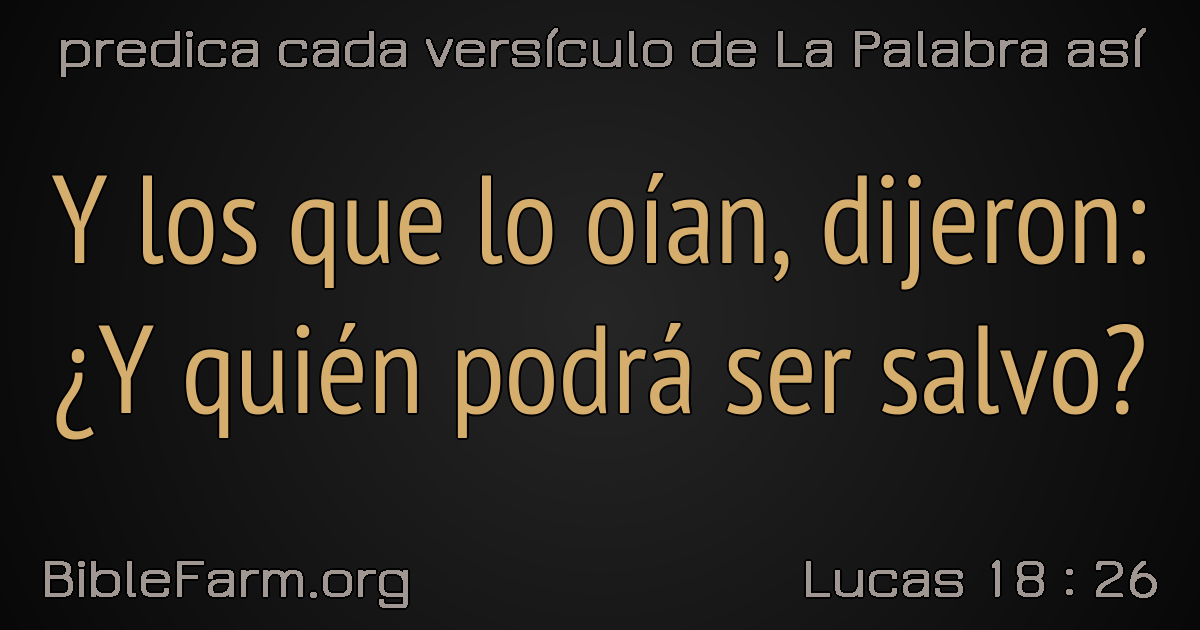 predica cada versículo de La Palabra así
Y los que lo oían, dijeron:
¿Y quién podrá ser salvo?
BibleFarm.org
Lucas 18 : 26